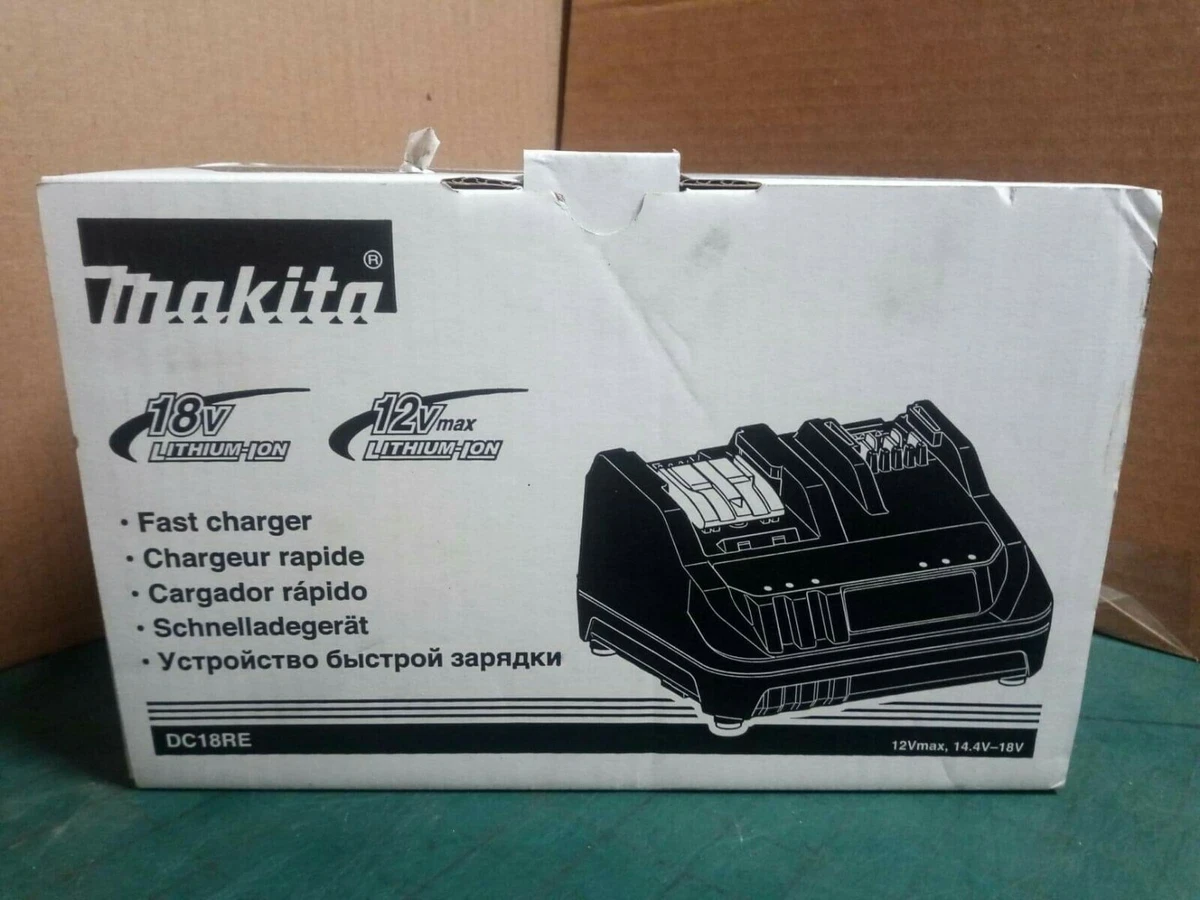 makita®
18V 12Vmax
LITHIUM-ION LITHIUM-ION
• Fast charger
• Chargeur rapide
• Cargador rápido
• Schnelladegerät
• Устройство быстрой зарядки
DC18RE
12Vmax, 14.4V–18V